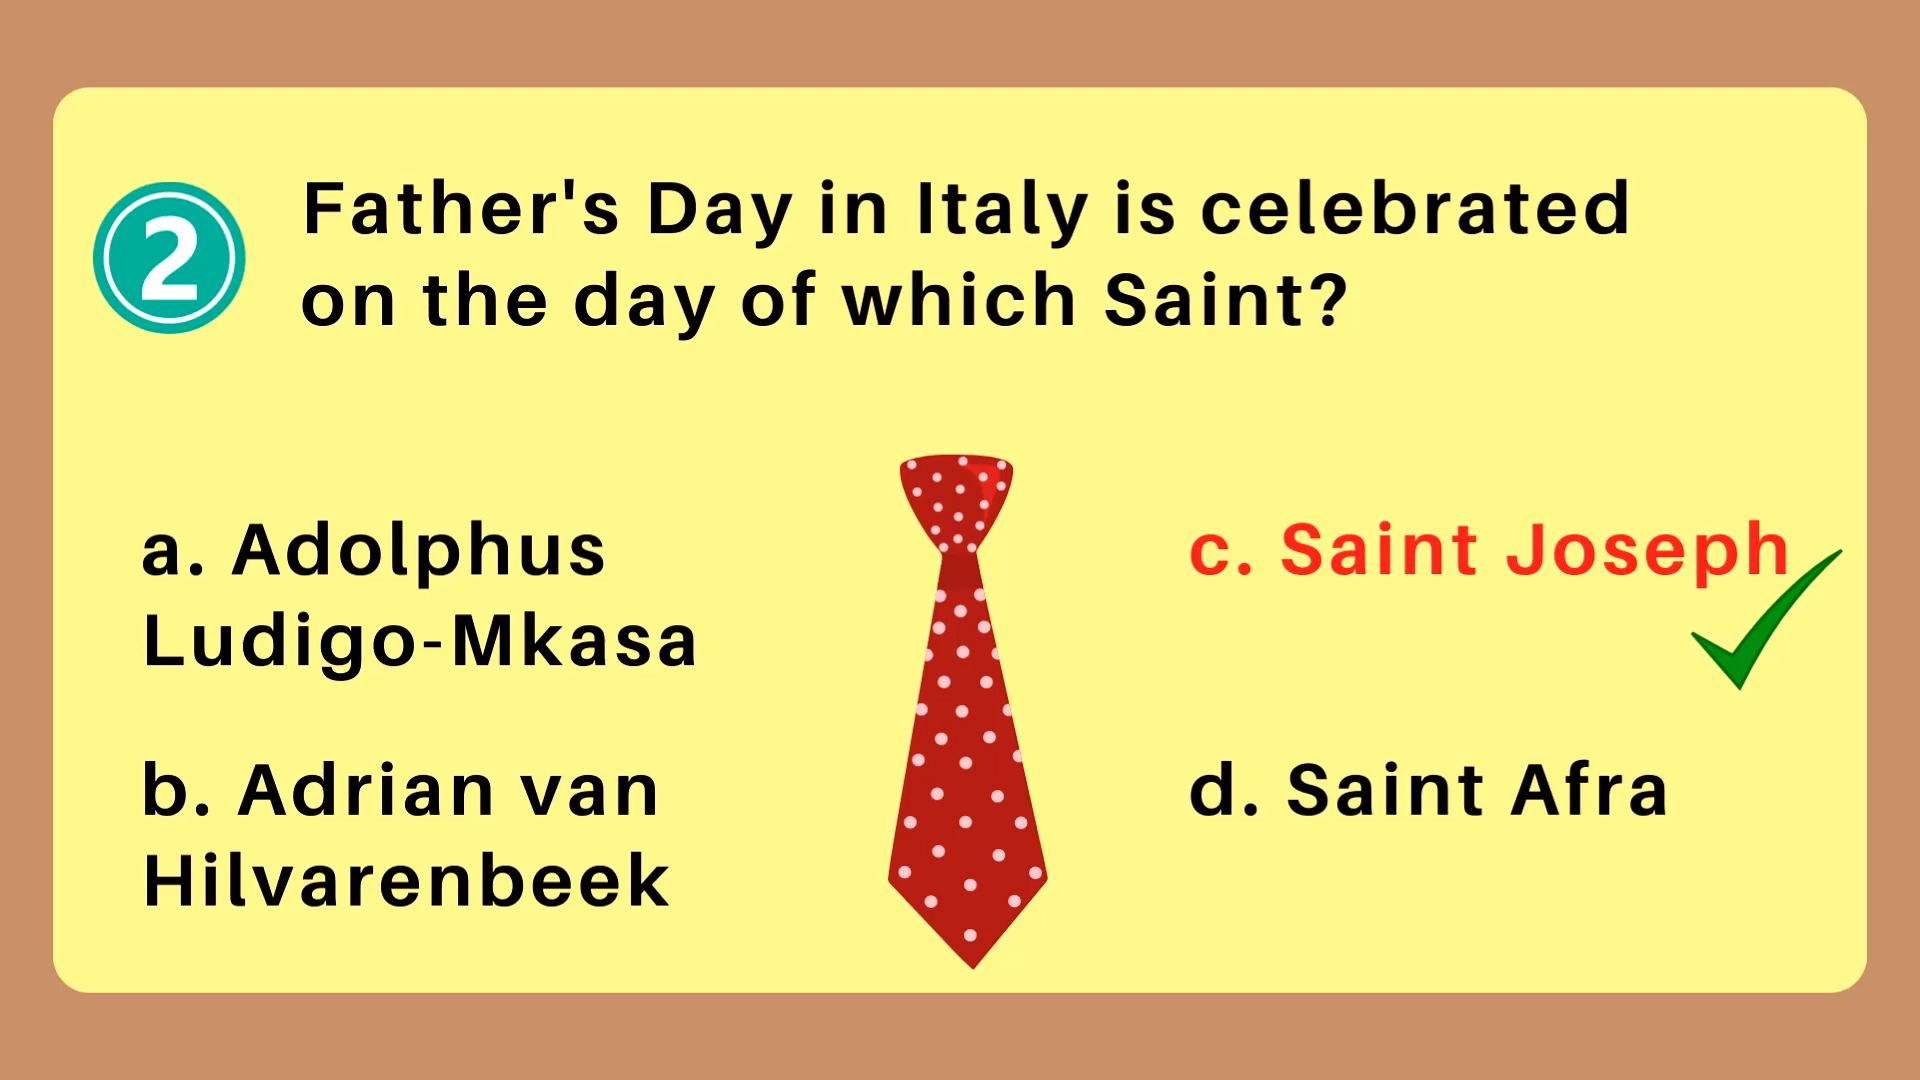 2
Father's Day in Italy is celebrated
on the day of which Saint?
a. Adolphus
Ludigo-Mkasa
b. Adrian van
Hilvarenbeek
c. Saint Joseph
d. Saint Afra